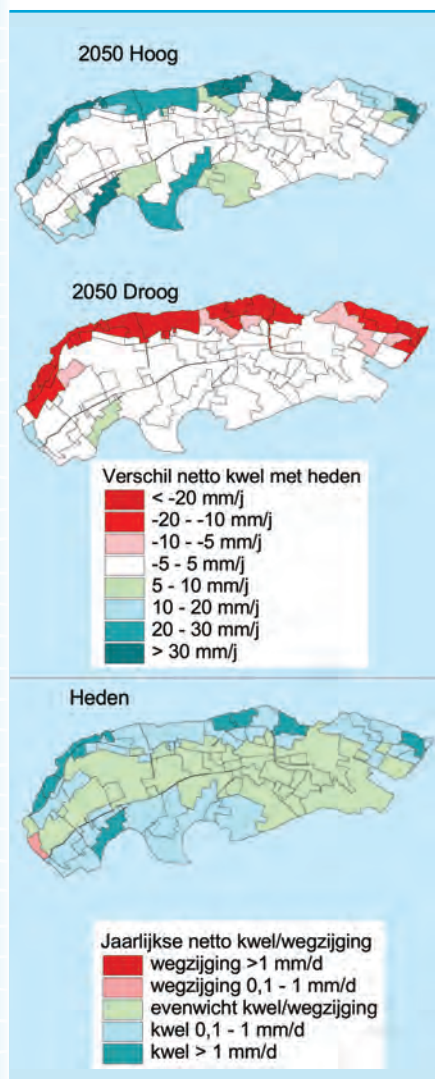 2050 Hoog
2050 Droog
Verschil netto kwel met heden
< -20 mm/j
-20 - -10 mm/j
-10 - -5 mm/j
-5 - 5 mm/j
5 - 10 mm/j
10 - 20 mm/j
20 - 30 mm/j
> 30 mm/j
Heden
Jaarlijkse netto kwel/wegzijging
wegzijging >1 mm/d
wegzijging 0,1 - 1 mm/d
evenwicht kwel/wegzijging
kwel 0,1 - 1 mm/d
kwel > 1 mm/d